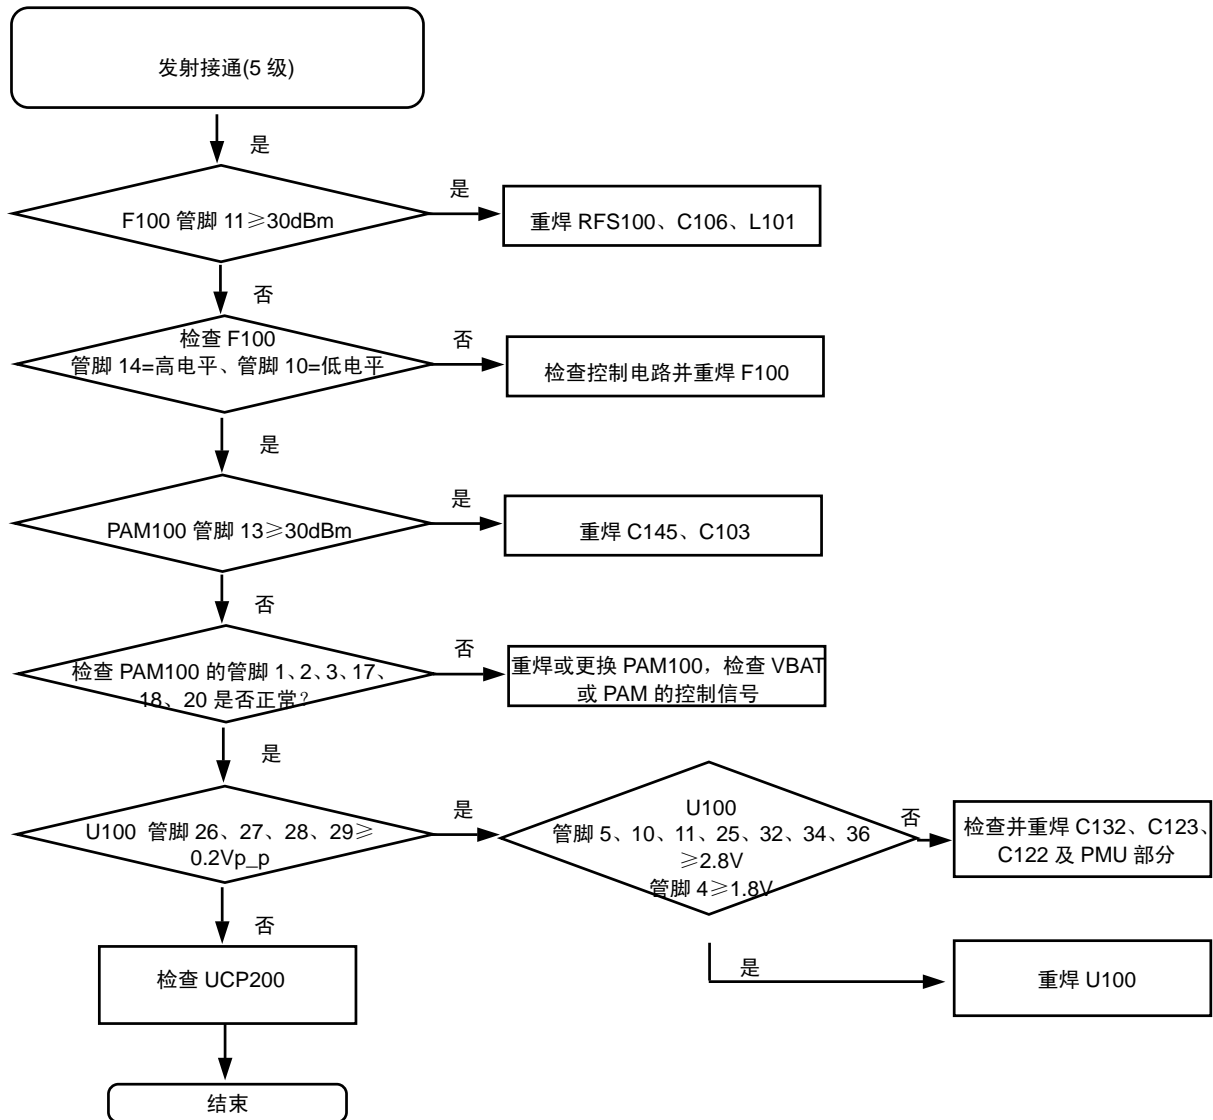 发射接通(5 级)
是
F100 管脚 11≥30dBm
是
重焊 RFS100、C106、L101
否
检查 F100
管脚 14=高电平、管脚 10=低电平
否
检查控制电路并重焊 F100
是
PAM100 管脚 13≥30dBm
是
重焊 C145、C103
否
检查 PAM100 的管脚 1、2、3、17、
18、20 是否正常?
否
重焊或更换 PAM100，检查 VBAT
或 PAM 的控制信号
是
U100 管脚 26、27、28、29≥
0.2Vp_p
是
U100
管脚 5、10、11、25、32、34、36
≥2.8V
管脚 4≥1.8V
否
检查并重焊 C132、C123、
C122 及 PMU 部分
否
检查 UCP200
是
重焊 U100
结束